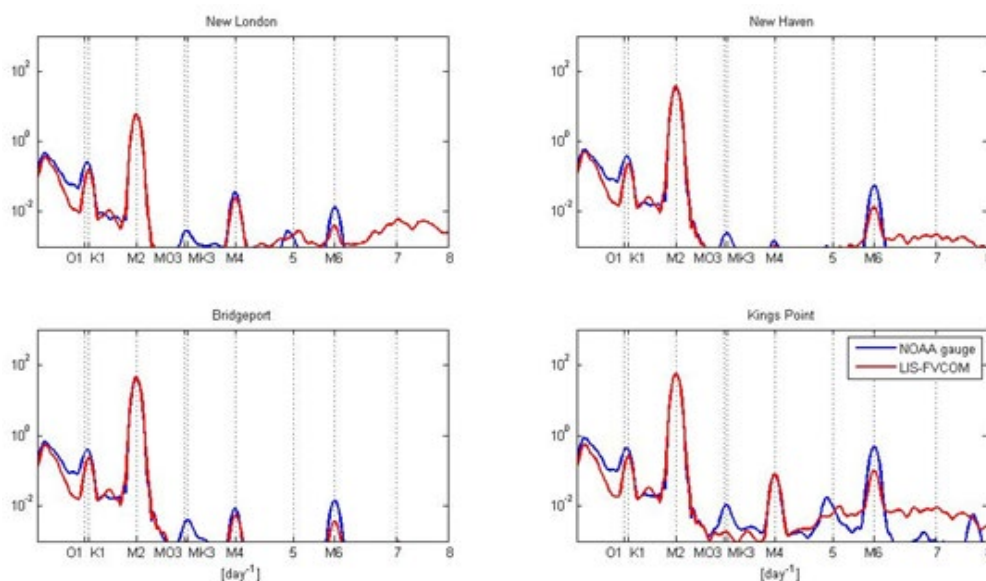 New London
10²
10⁰
10⁻²
O1 K1 M2 MO3 MK3 M4 5 M6 7 8
New Haven
10²
10⁰
10⁻²
O1 K1 M2 MO3 MK3 M4 5 M6 7 8
Bridgeport
10²
10⁰
10⁻²
O1 K1 M2 MO3 MK3 M4 5 M6 7 8
[day⁻¹]
Kings Point
NOAA gauge
LIS-FVCOM
10²
10⁰
10⁻²
O1 K1 M2 MO3 MK3 M4 5 M6 7 8
[day⁻¹]